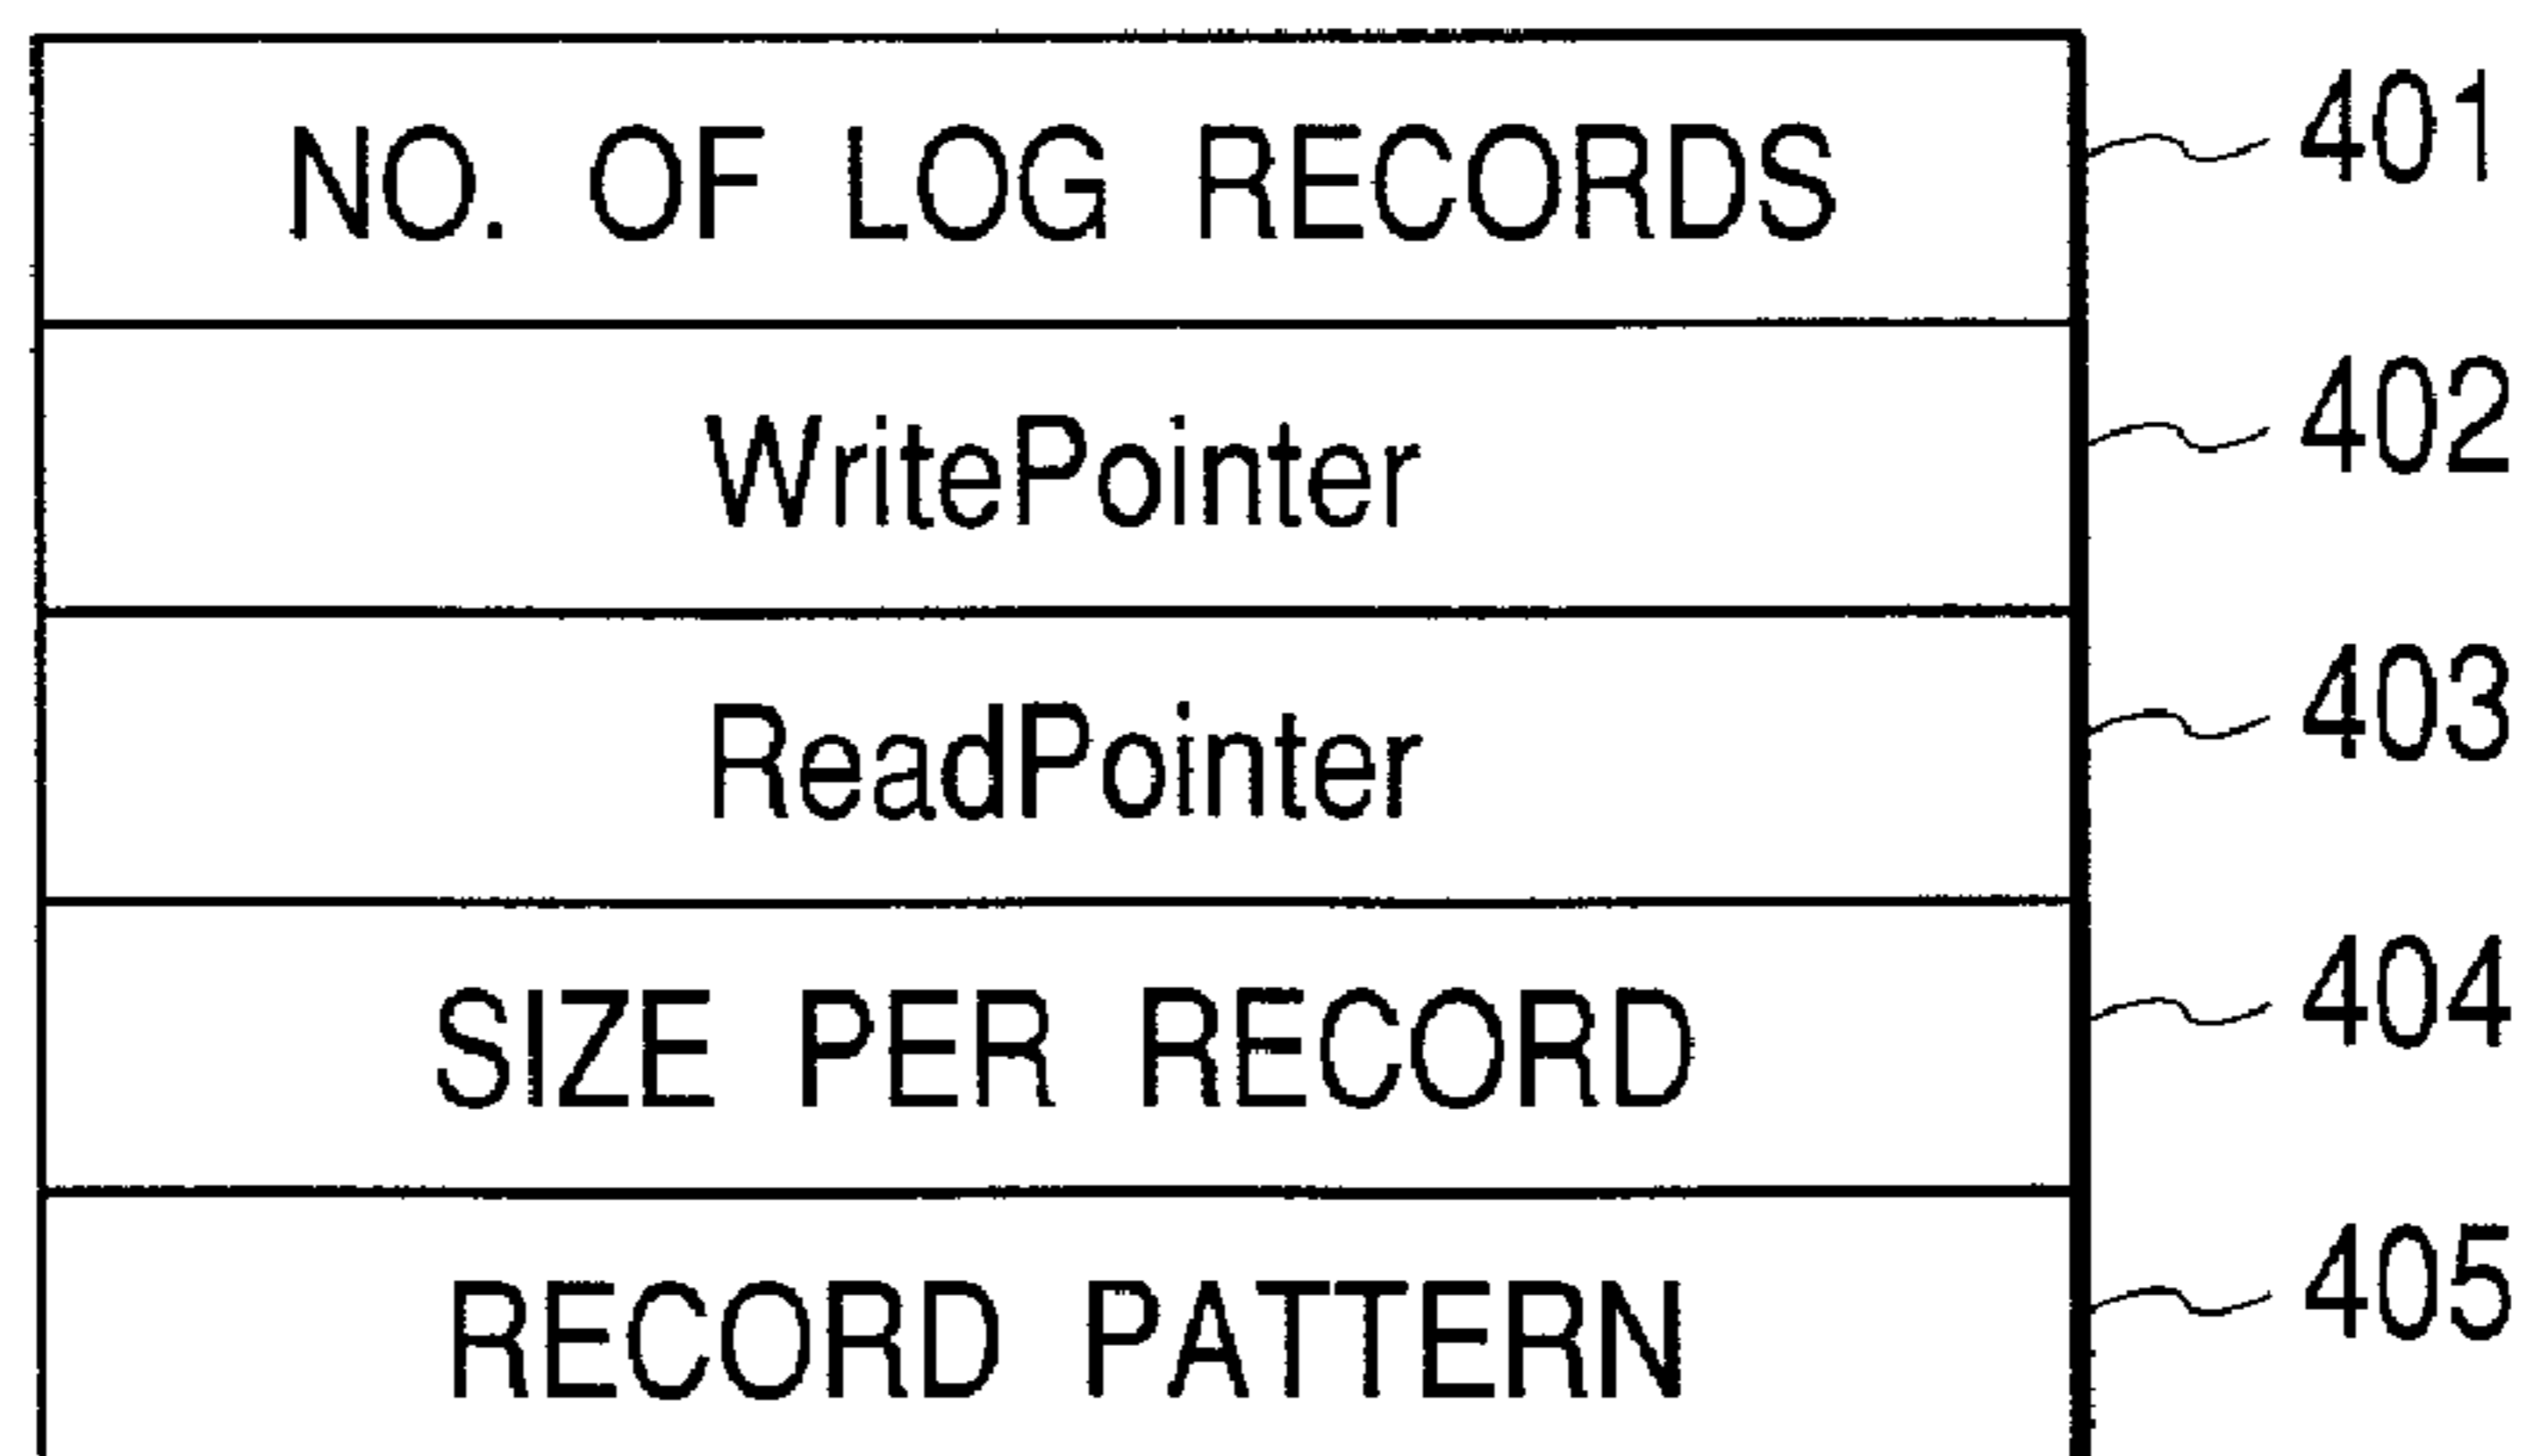 NO. OF LOG RECORDS 401
WritePointer 402
ReadPointer 403
SIZE PER RECORD 404
RECORD PATTERN 405